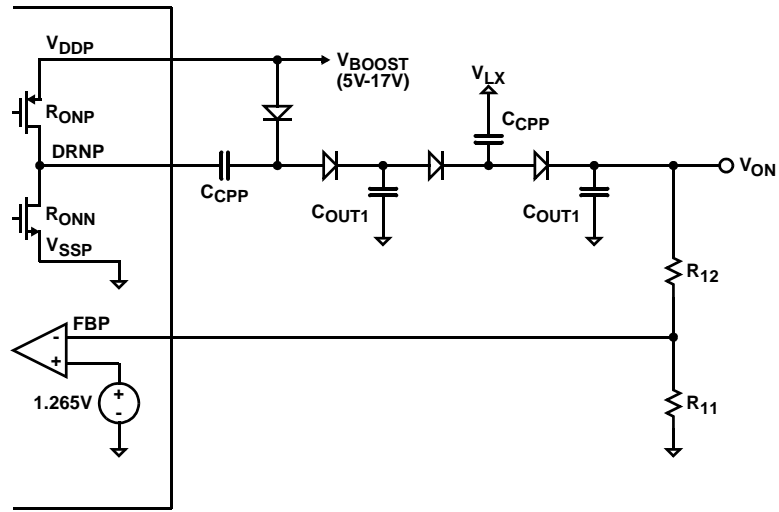 VDDP
VBOOST
(5V-17V)
VLX
RONP
CCPP
DRNP
VON
CCPP
COUT1
COUT1
RONN
VSSP
R12
FBP
-
+
+
-
1.265V
R11